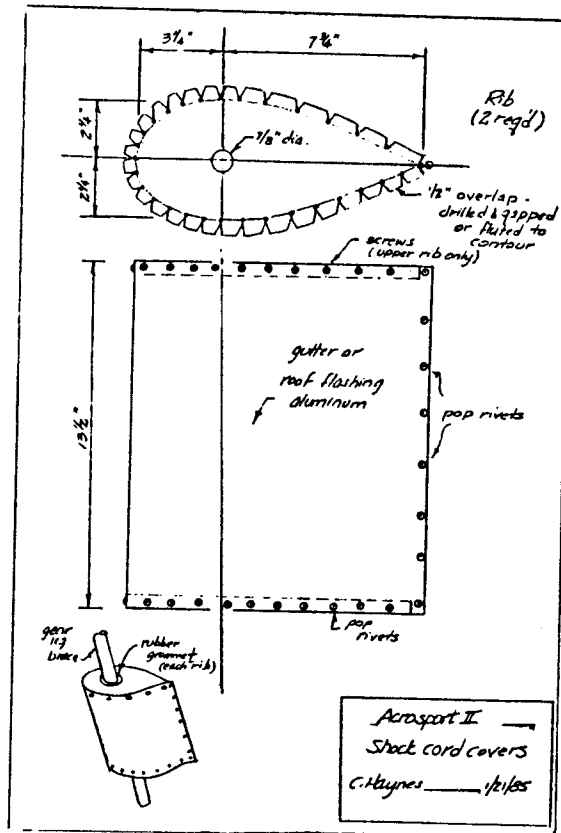 3¼"
7¾"
Rib
(2 reqd)
2¼"
7/8" dia.
2¼"
½" overlap -
drilled & gapped
or fluted to
contour
screws
(upper rib only)
gutter or
roof flashing
aluminum
13½"
pop rivets
pop
rivets
gear
leg
brace
rubber
grommet
(each rib)
Acrosport II
Shock cord covers
C. Haynes 1/21/85